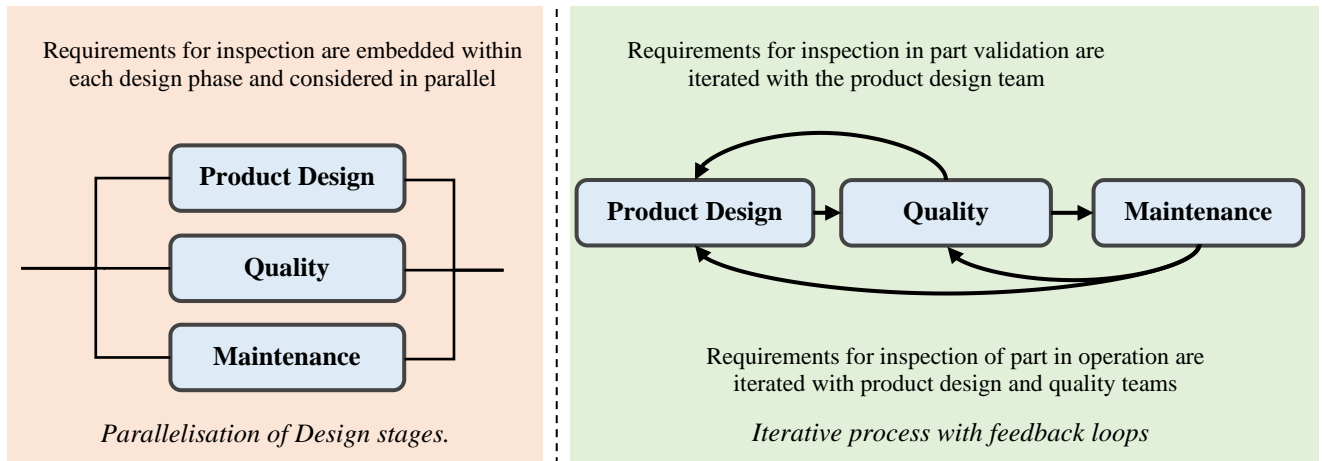 Requirements for inspection are embedded within
each design phase and considered in parallel
Product Design
Quality
Maintenance
Parallelisation of Design stages.
Requirements for inspection in part validation are
iterated with the product design team
Product Design
Quality
Maintenance
Requirements for inspection of part in operation are
iterated with product design and quality teams
Iterative process with feedback loops